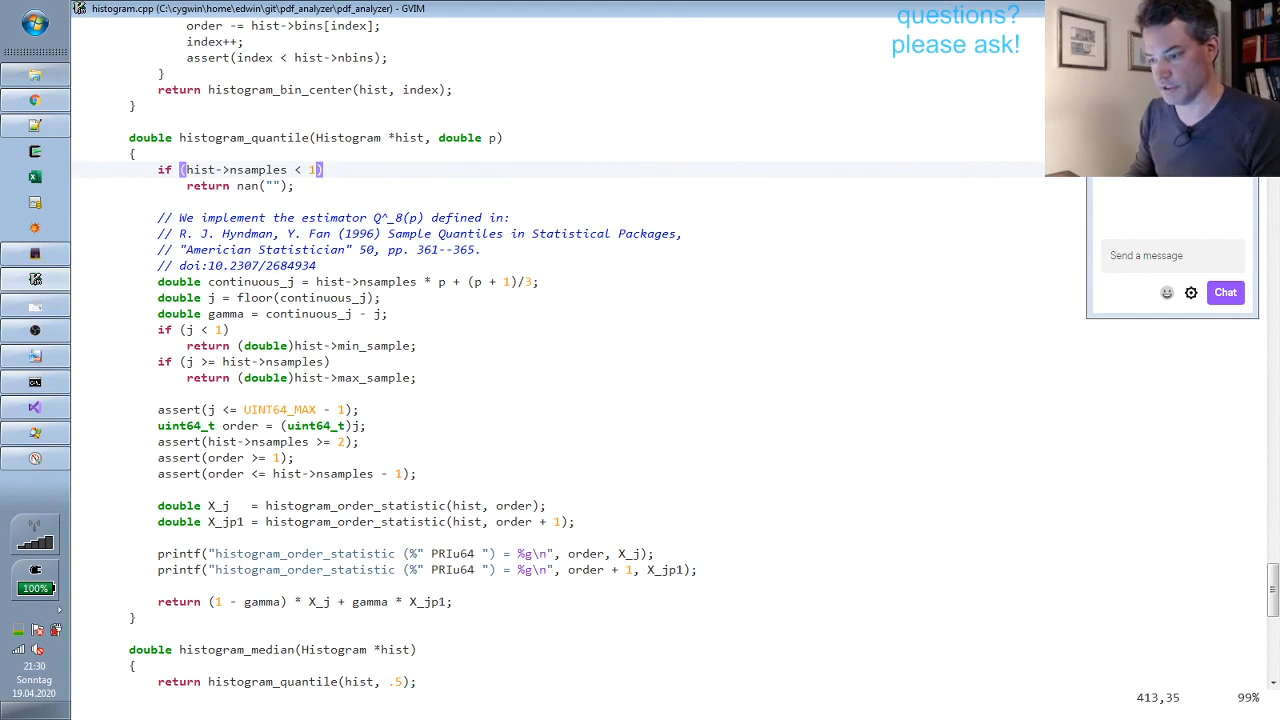 histogram.cpp (C:\cygwin\home\edwin\git\pdf_analyzer\pdf_analyzer) - GVIM
questions?
please ask!
order -= hist->bins[index];
index++;
assert(index < hist->nbins);
}
return histogram_bin_center(hist, index);
}
double histogram_quantile(Histogram *hist, double p)
{
if (hist->nsamples < 1)
return nan("");
// We implement the estimator Q^_8(p) defined in:
// R. J. Hyndman, Y. Fan (1996) Sample Quantiles in Statistical Packages,
// "Americian Statistician" 50, pp. 361--365.
// doi:10.2307/2684934
double continuous_j = hist->nsamples * p + (p + 1)/3;
double j = floor(continuous_j);
double gamma = continuous_j - j;
if (j < 1)
return (double)hist->min_sample;
if (j >= hist->nsamples)
return (double)hist->max_sample;
assert(j <= UINT64_MAX - 1);
uint64_t order = (uint64_t)j;
assert(hist->nsamples >= 2);
assert(order >= 1);
assert(order <= hist->nsamples - 1);
double X_j   = histogram_order_statistic(hist, order);
double X_jp1 = histogram_order_statistic(hist, order + 1);
printf("histogram_order_statistic (%" PRIu64 ") = %g\n", order, X_j);
printf("histogram_order_statistic (%" PRIu64 ") = %g\n", order + 1, X_jp1);
return (1 - gamma) * X_j + gamma * X_jp1;
}
double histogram_median(Histogram *hist)
{
return histogram_quantile(hist, .5);
413,35
99%
Send a message
Chat
100%
21:30
Sonntag
19.04.2020